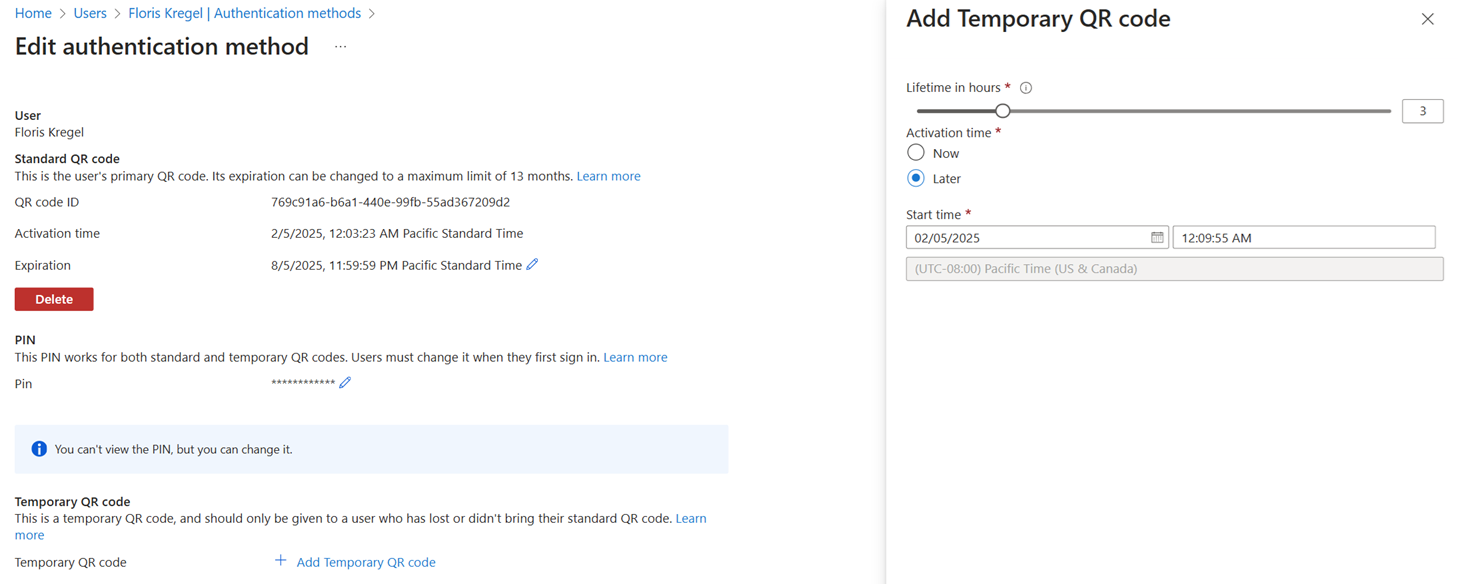 Home > Users > Floris Kregel | Authentication methods >
Edit authentication method ...
User
Floris Kregel
Standard QR code
This is the user's primary QR code. Its expiration can be changed to a maximum limit of 13 months. Learn more
QR code ID 769c91a6-b6a1-440e-99fb-55ad367209d2
Activation time 2/5/2025, 12:03:23 AM Pacific Standard Time
Expiration 8/5/2025, 11:59:59 PM Pacific Standard Time
Delete
PIN
This PIN works for both standard and temporary QR codes. Users must change it when they first sign in. Learn more
Pin ************
You can't view the PIN, but you can change it.
Temporary QR code
This is a temporary QR code, and should only be given to a user who has lost or didn't bring their standard QR code. Learn
more
Temporary QR code + Add Temporary QR code
Add Temporary QR code
Lifetime in hours *
3
Activation time *
Now
Later
Start time *
02/05/2025 12:09:55 AM
(UTC-08:00) Pacific Time (US & Canada)